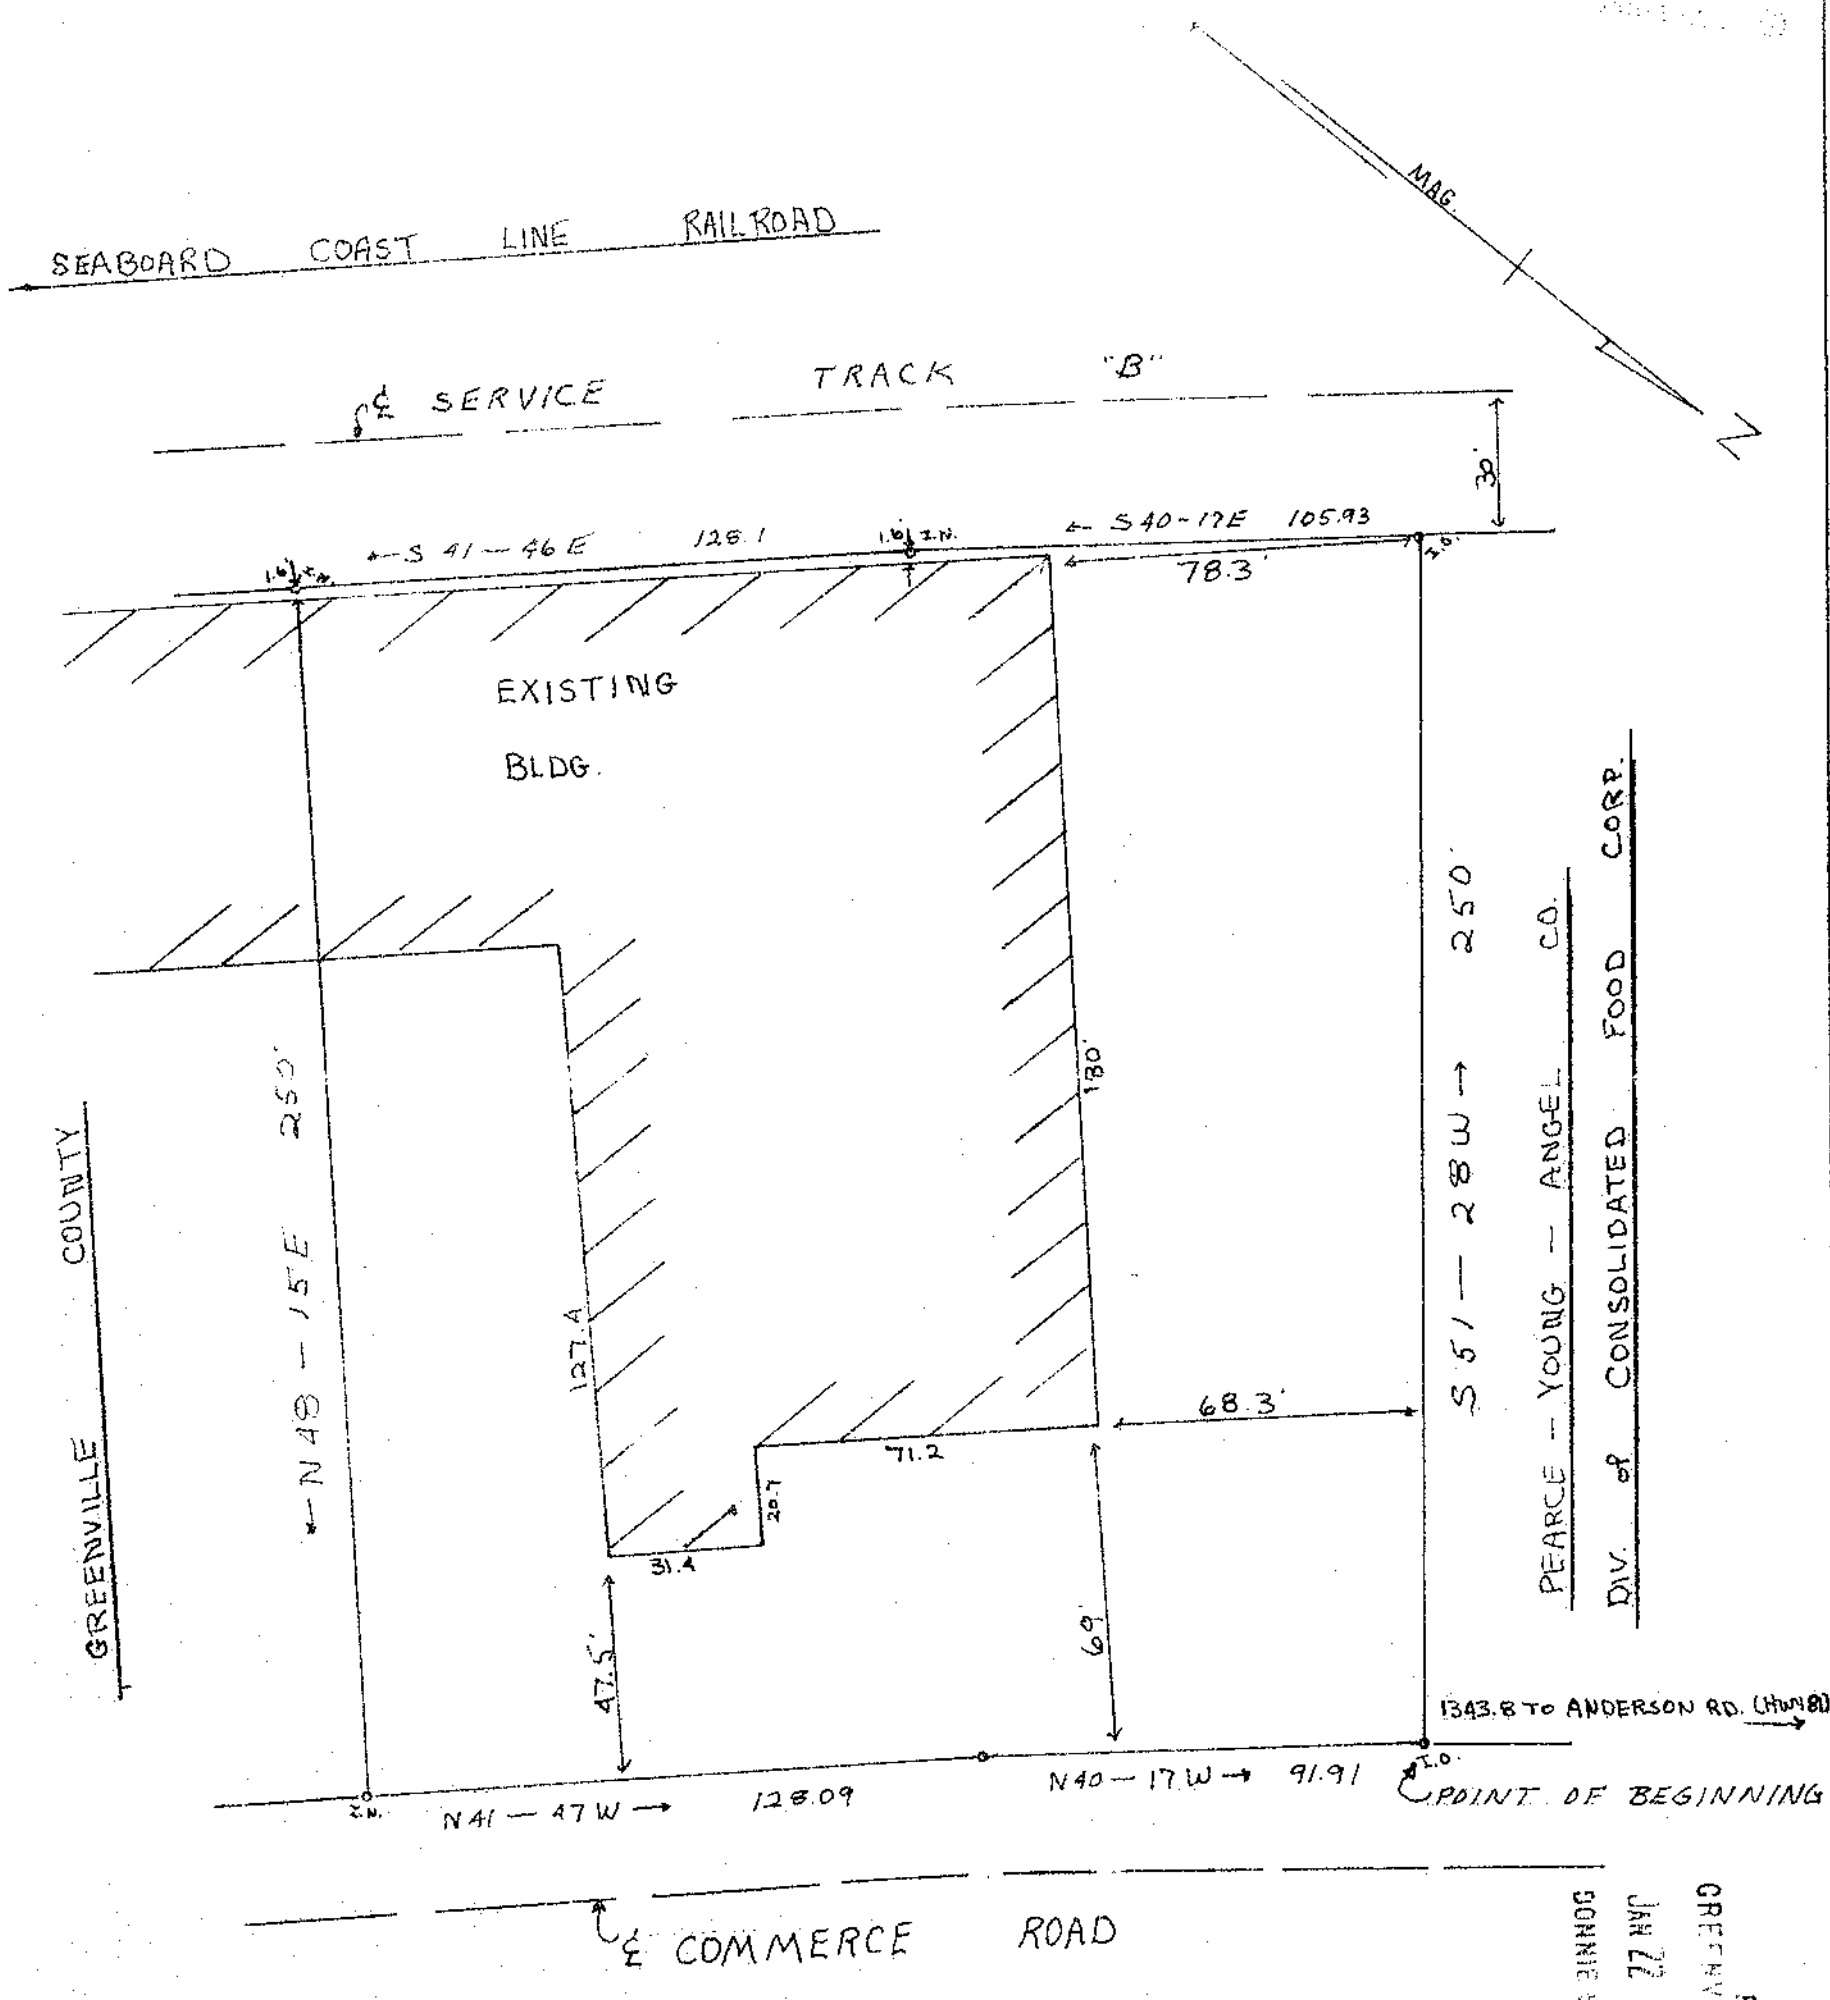 MAG.
SEABOARD COAST LINE RAILROAD
℄ SERVICE TRACK "B"
N
30'
← S 41 — 46 E 128.1
1.6' I.N.
← S 40 - 17 E 105.93
1.6' I.N.
I.O.
78.3'
EXISTING
BLDG.
GREENVILLE COUNTY
← N 48 — 15 E 250'
127.4
180'
S 51 — 28 W → 250'
PEARCE — YOUNG — ANGEL CO.
DIV. of CONSOLIDATED FOOD CORP.
68.3'
71.2
20.7
31.4
47.5'
69'
1343.8 TO ANDERSON RD. (HWY 81)
I.N.
N 41 — 47 W → 128.09
N 40 — 17 W → 91.91
I.O.
POINT OF BEGINNING
℄ COMMERCE ROAD
JAN 22